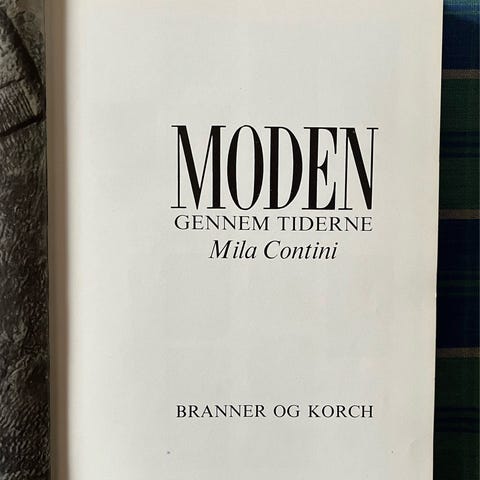 MODEN
GENNEM TIDERNE
Mila Contini
BRANNER OG KORCH